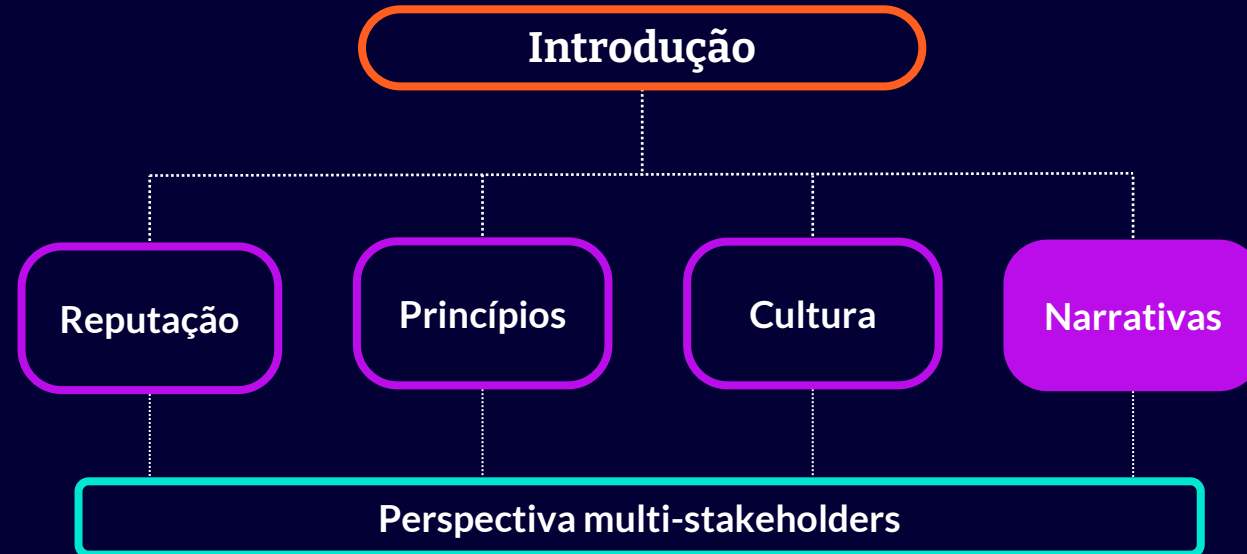 Introdução
Reputação
Princípios
Cultura
Narrativas
Perspectiva multi-stakeholders